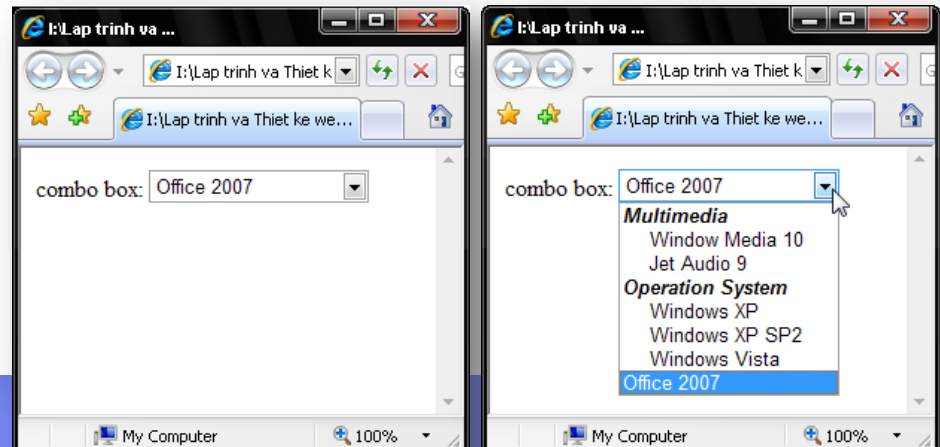 I:\Lap trinh va ...
I:\Lap trinh va Thiet k
G
I:\Lap trinh va Thiet ke we...
combo box: Office 2007
My Computer
100%
I:\Lap trinh va ...
I:\Lap trinh va Thiet k
G
I:\Lap trinh va Thiet ke we...
combo box: Office 2007
Multimedia
Window Media 10
Jet Audio 9
Operation System
Windows XP
Windows XP SP2
Windows Vista
Office 2007
My Computer
100%